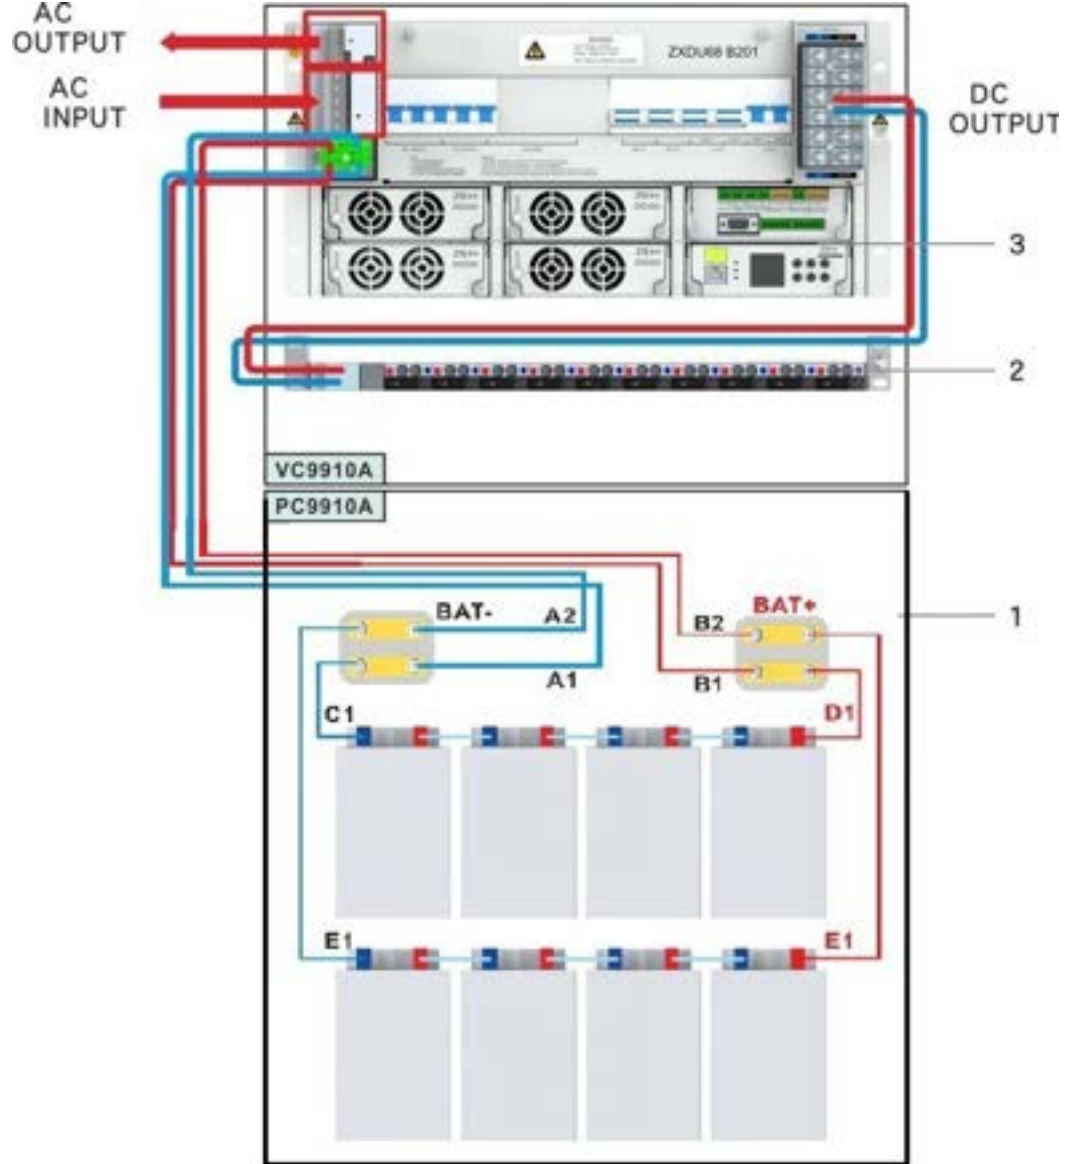 AC
OUTPUT
AC
INPUT
ZXDU68 B201
DC
OUTPUT
3
2
VC9910A
PC9910A
1
BAT-
A2
A1
BAT+
B2
B1
C1
D1
E1
E1